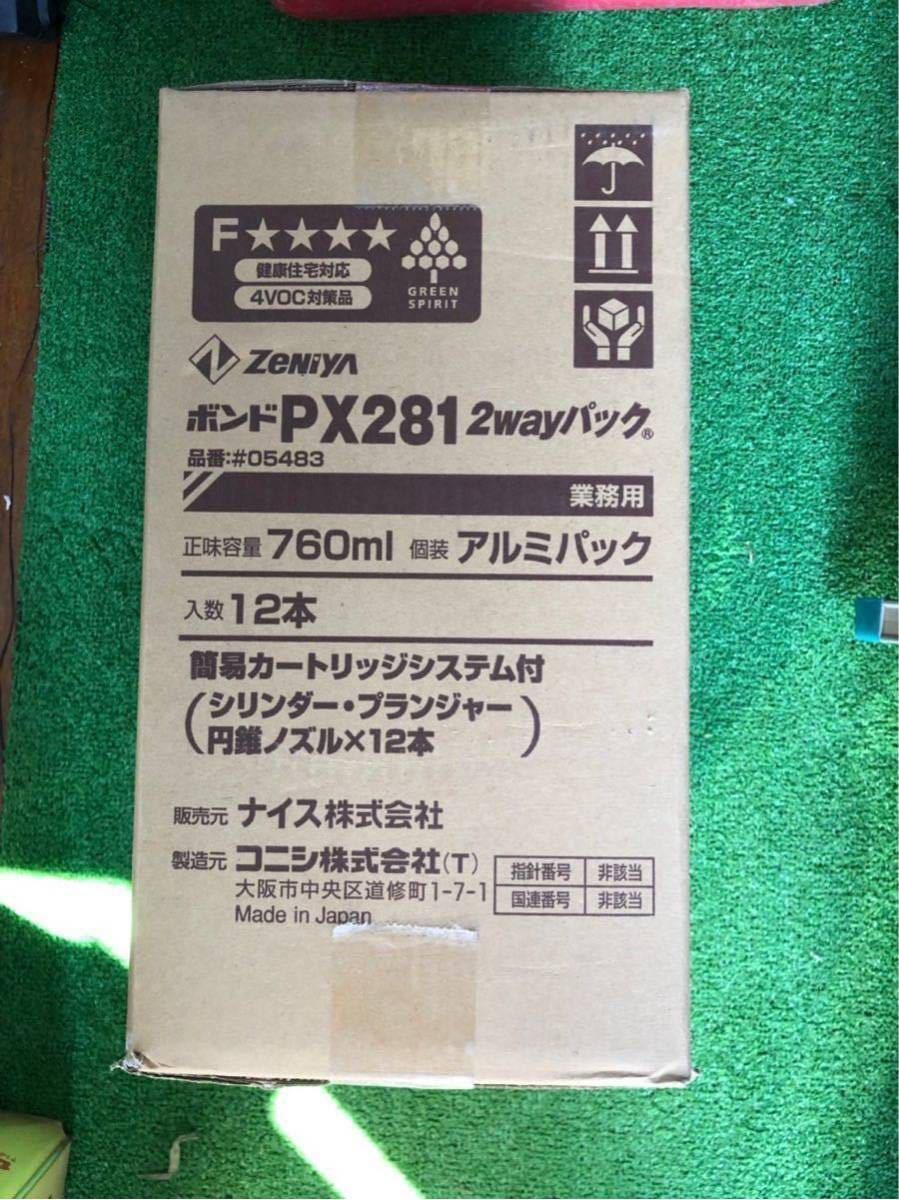 F★★★★
健康住宅対応
4VOC対策品
GREEN
SPIRIT
ZeNiYA
ボンドPX281 2wayパック®
品番:#05483
業務用
正味容量 760ml 個装 アルミパック
入数 12本
簡易カートリッジシステム付
(シリンダー・プランジャー
円錐ノズル×12本)
販売元 ナイス株式会社
製造元 コニシ株式会社(T)
大阪市中央区道修町1-7-1
Made in Japan
指針番号 非該当
国連番号 非該当